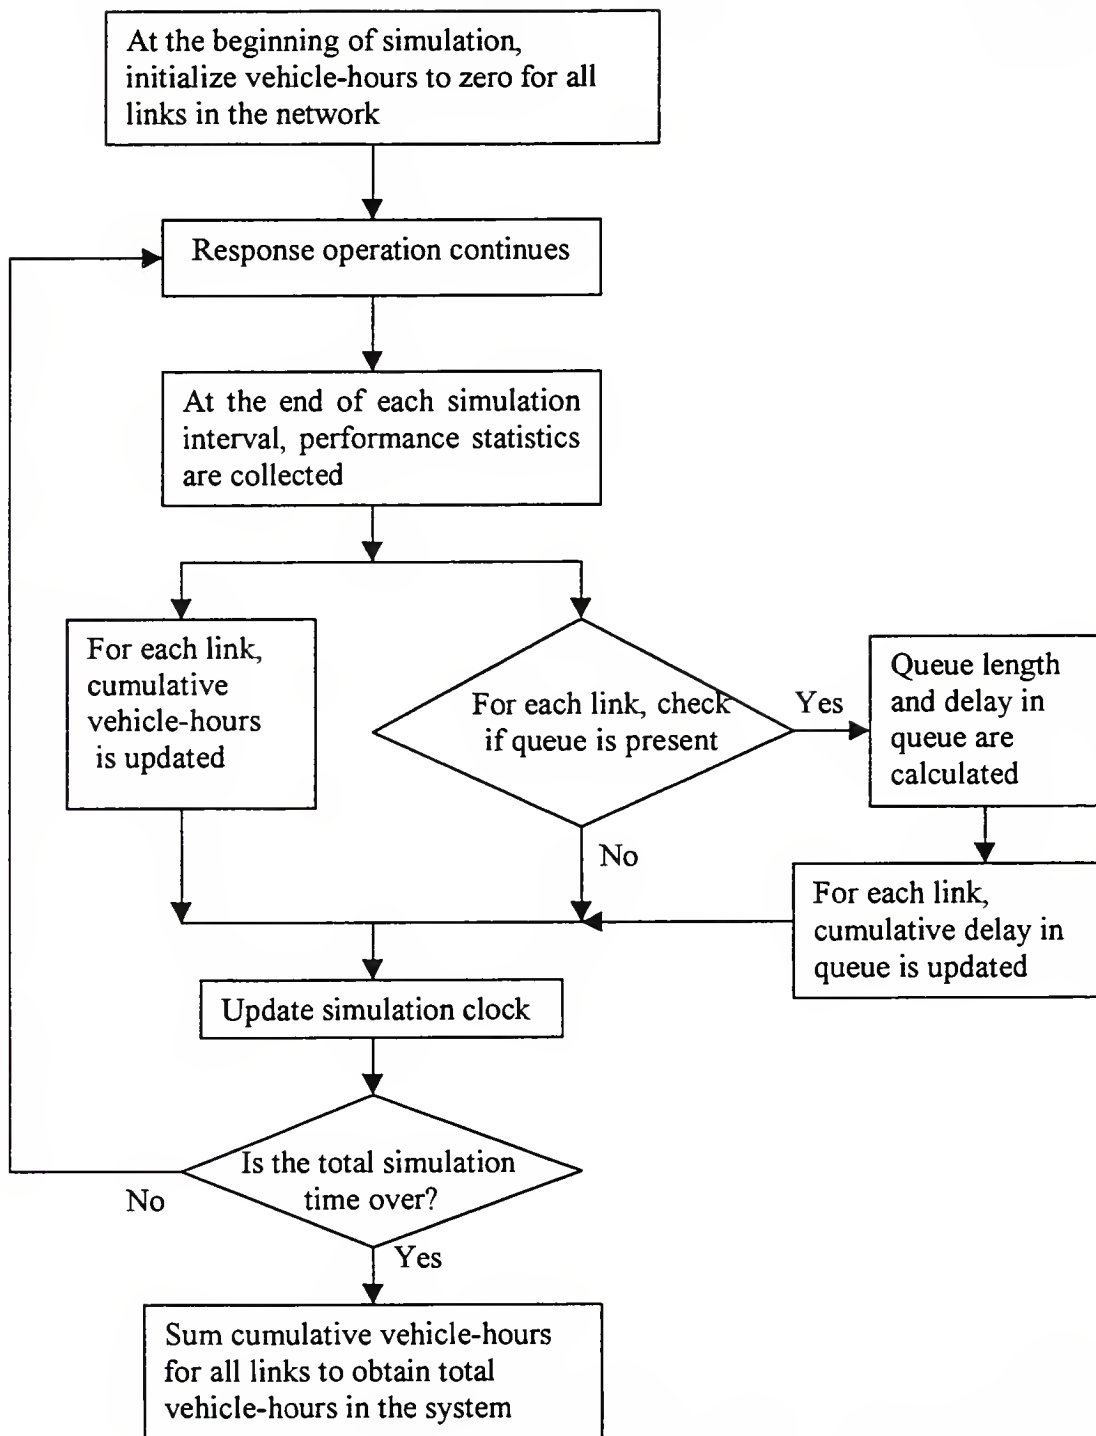 At the beginning of simulation,
initialize vehicle-hours to zero for all
links in the network
Response operation continues
At the end of each simulation
interval, performance statistics
are collected
For each link,
cumulative
vehicle-hours
is updated
For each link, check
if queue is present
Yes
Queue length
and delay in
queue are
calculated
No
For each link,
cumulative delay in
queue is updated
Update simulation clock
Is the total simulation
time over?
No
Yes
Sum cumulative vehicle-hours
for all links to obtain total
vehicle-hours in the system